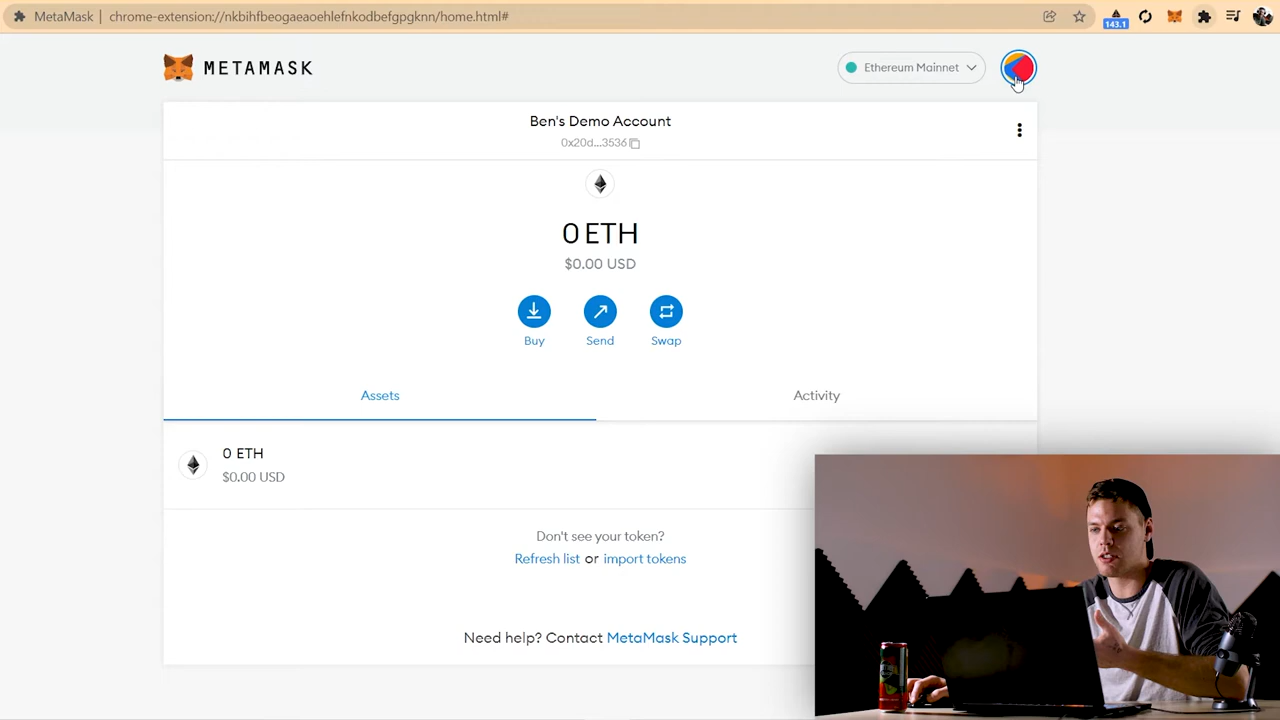 MetaMask | chrome-extension://nkbihfbeogaeaoehlefnkodbefgpgknn/home.html#
143.1
METAMASK
Ethereum Mainnet
Ben's Demo Account
0x20d...3536
0 ETH
$0.00 USD
Buy Send Swap
Assets Activity
0 ETH
$0.00 USD
Don't see your token?
Refresh list or import tokens
Need help? Contact MetaMask Support